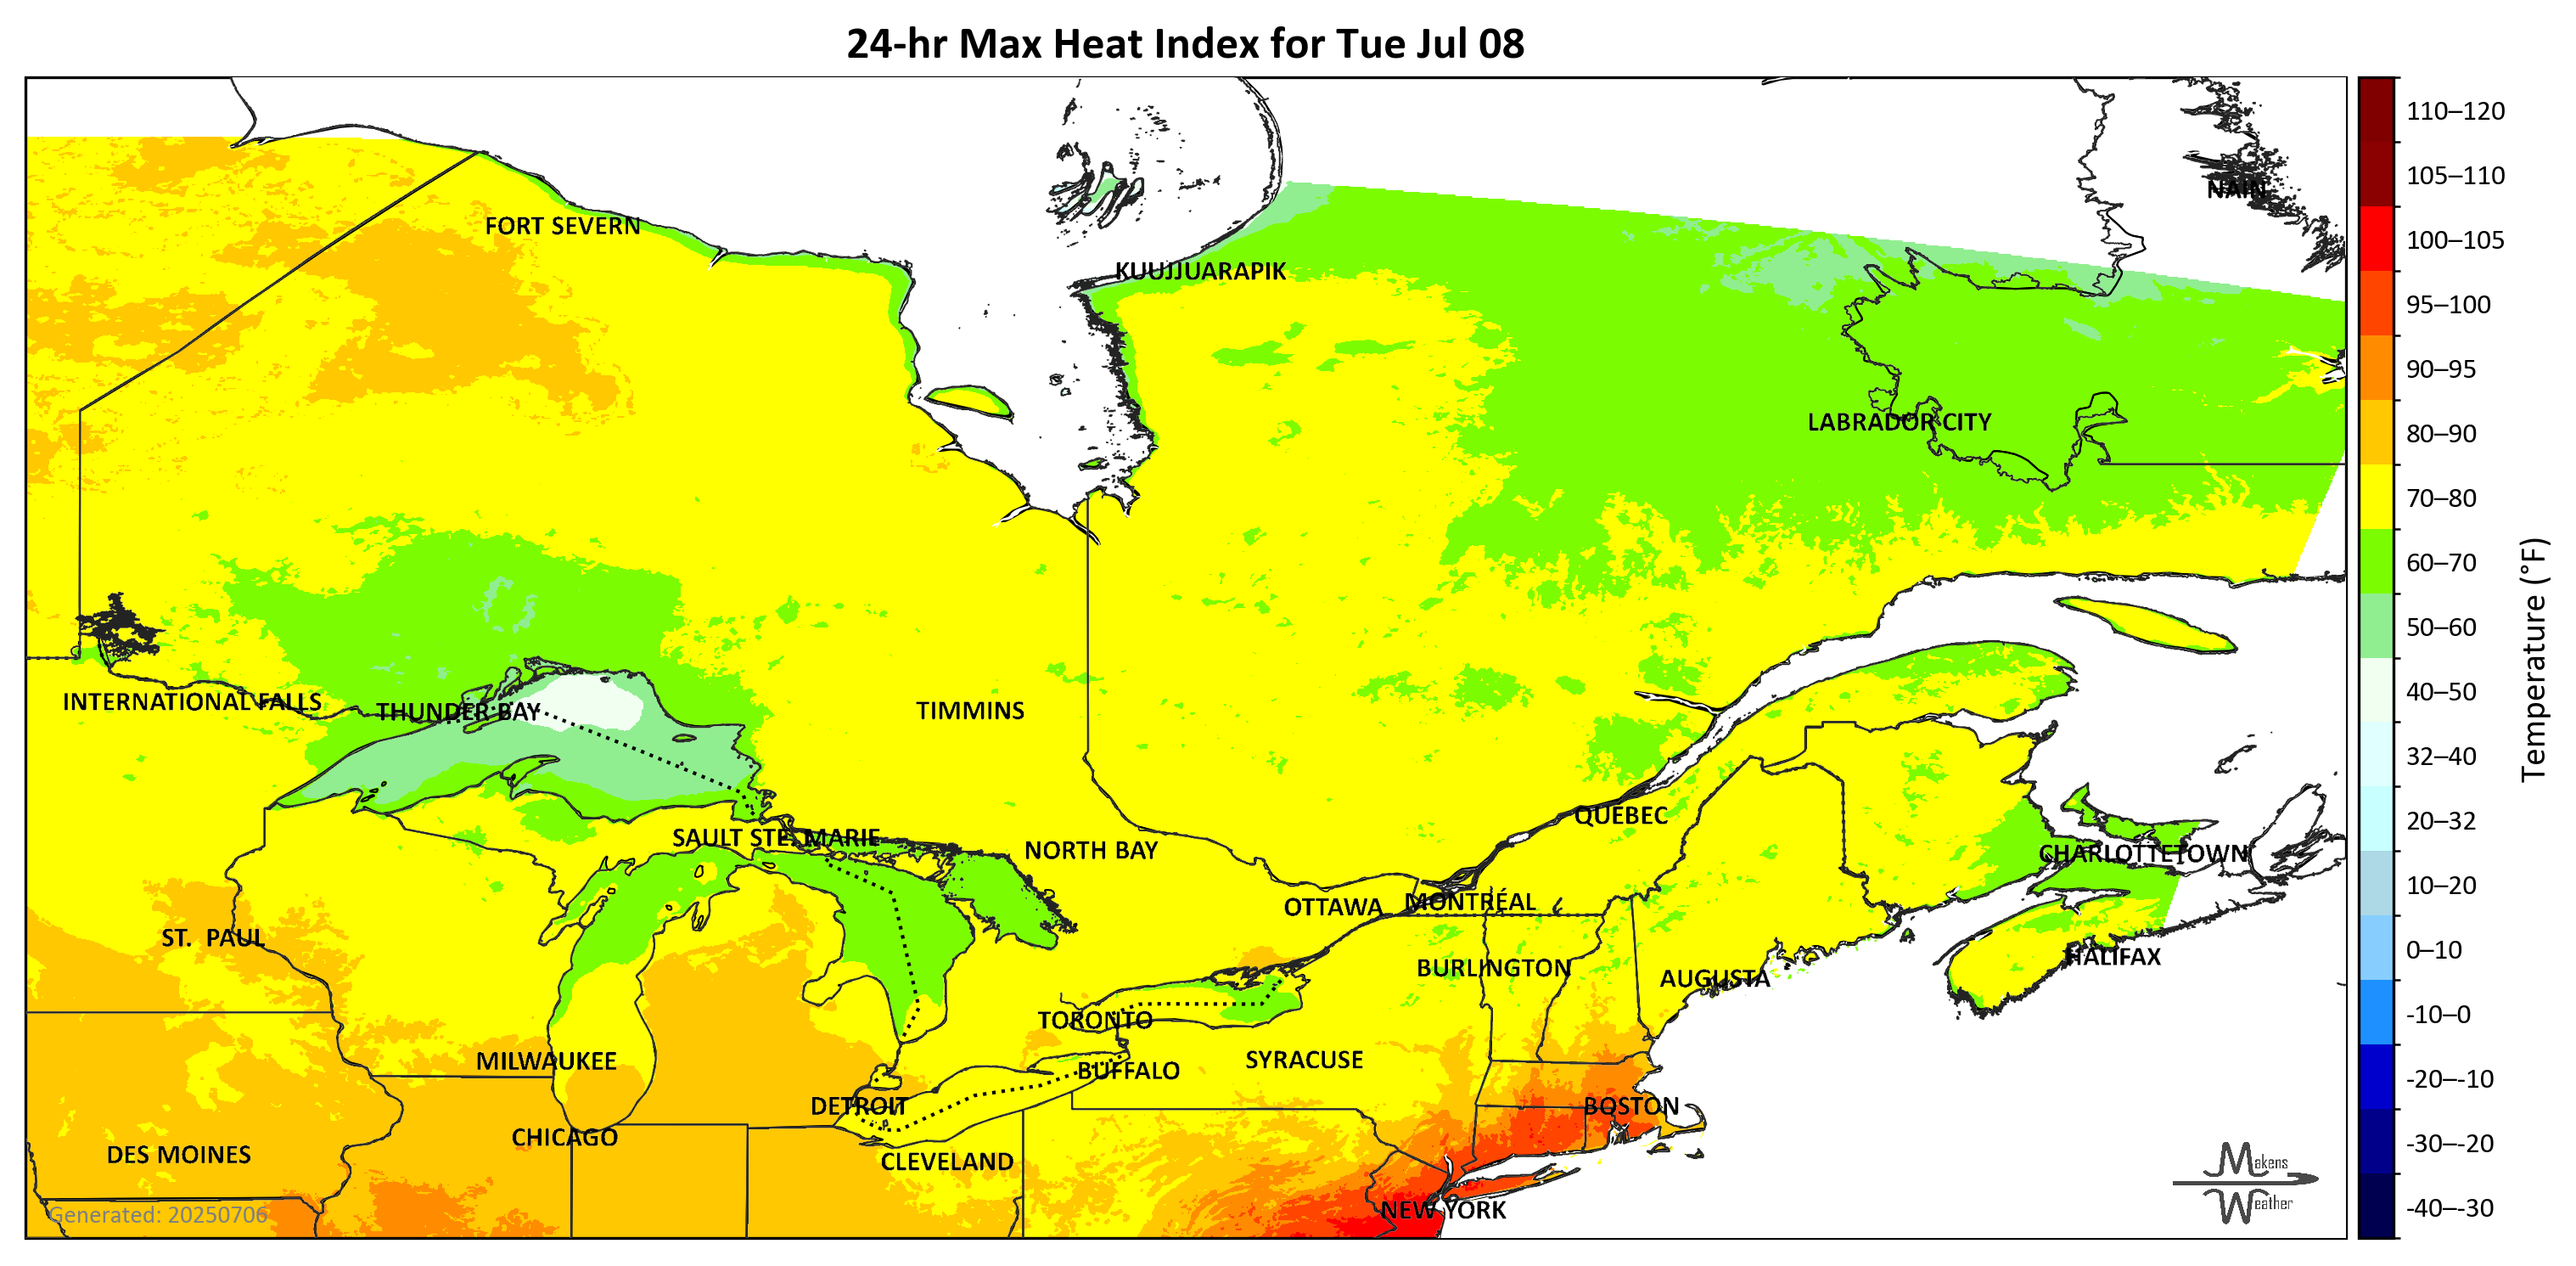 24-hr Max Heat Index for Tue Jul 08
110–120
105–110
NAIN
FORT SEVERN
100–105
KUUJJUARAPIK
95–100
90–95
LABRADOR CITY
80–90
70–80
60–70
50–60
Temperature (°F)
INTERNATIONAL FALLS
THUNDER BAY
TIMMINS
40–50
32–40
QUÉBEC
20–32
SAULT STE. MARIE
NORTH BAY
CHARLOTTETOWN
10–20
OTTAWA
MONTRÉAL
ST. PAUL
0–10
HALIFAX
BURLINGTON
AUGUSTA
TORONTO
-10–0
MILWAUKEE
BUFFALO
SYRACUSE
-20–-10
DETROIT
BOSTON
CHICAGO
-30–-20
DES MOINES
CLEVELAND
Makens
Weather
NEW YORK
-40–-30
Generated: 20250706